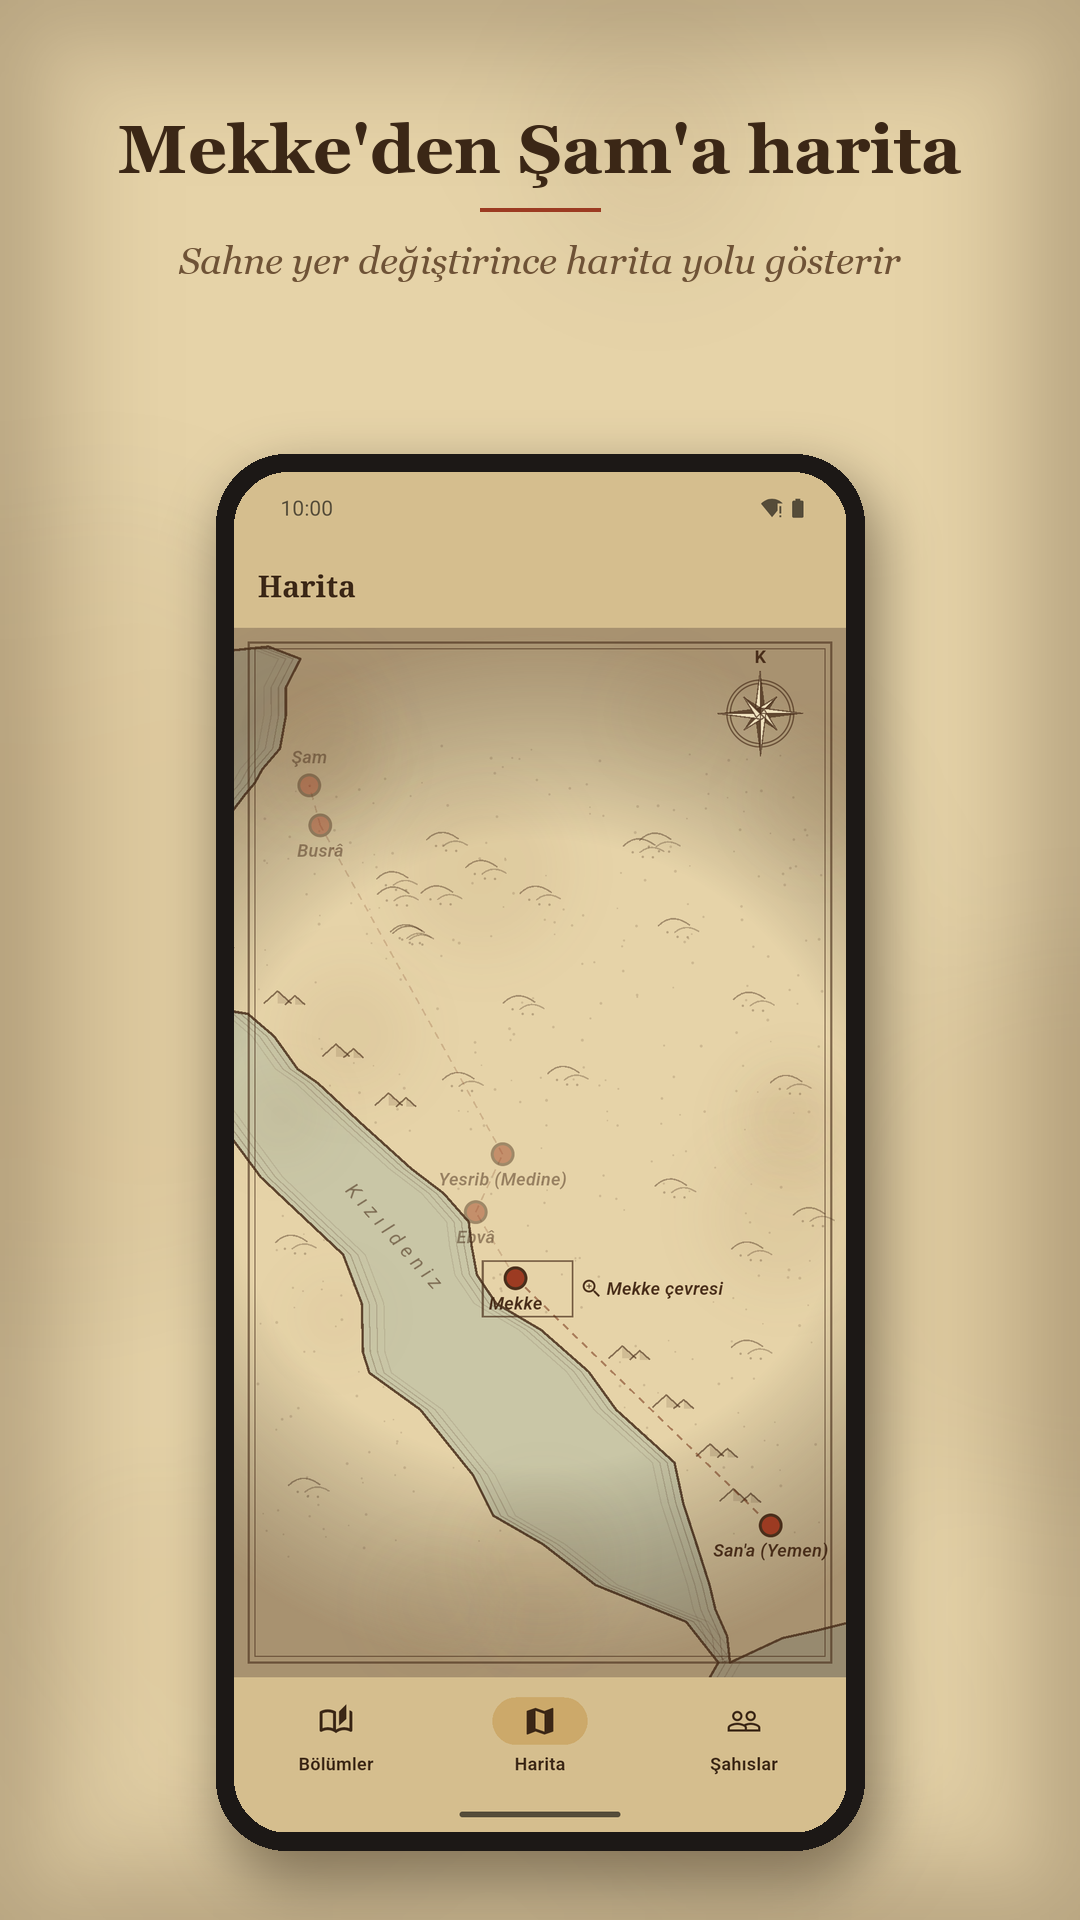 Mekke'den Şam'a harita
Sahne yer değiştirince harita yolu gösterir
10:00
Harita
K
Şam
Busrâ
Yesrib (Medine)
Kızıldeniz
Ebvâ
Mekke çevresi
Mekke
San'a (Yemen)
Bölümler
Harita
Şahıslar